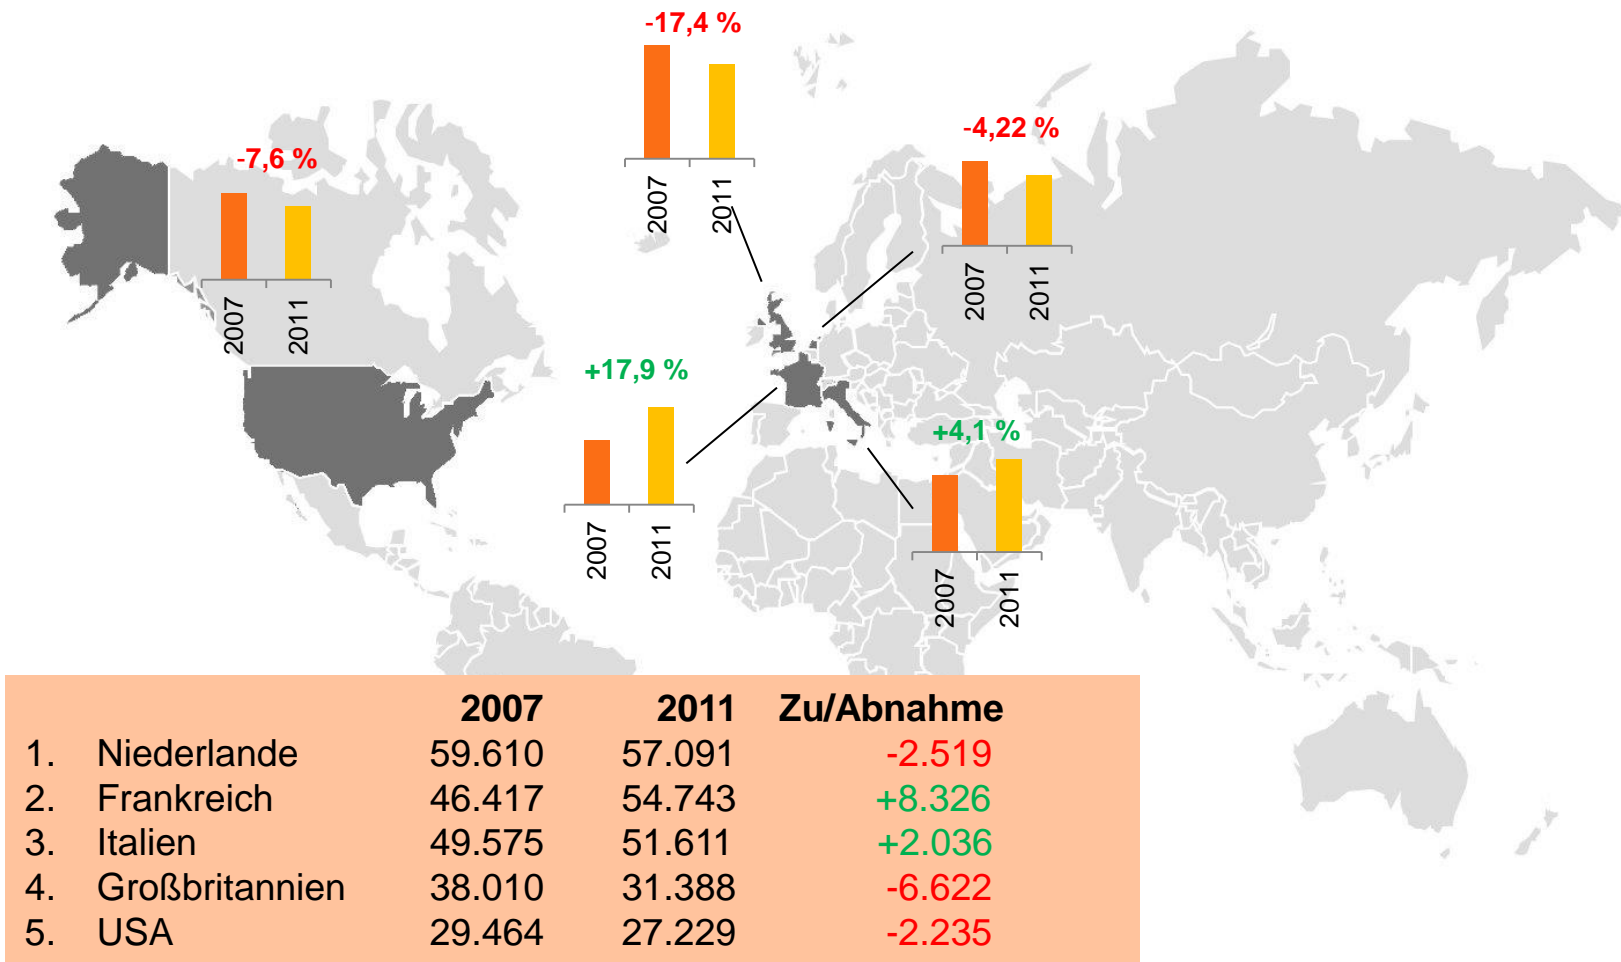 -17,4 %
2007
2011
-4,22 %
2007
2011
-7,6 %
2007
2011
+17,9 %
2007
2011
+4,1 %
2007
2011
2007 2011 Zu/Abnahme
1. Niederlande 59.610 57.091 -2.519
2. Frankreich 46.417 54.743 +8.326
3. Italien 49.575 51.611 +2.036
4. Großbritannien 38.010 31.388 -6.622
5. USA 29.464 27.229 -2.235